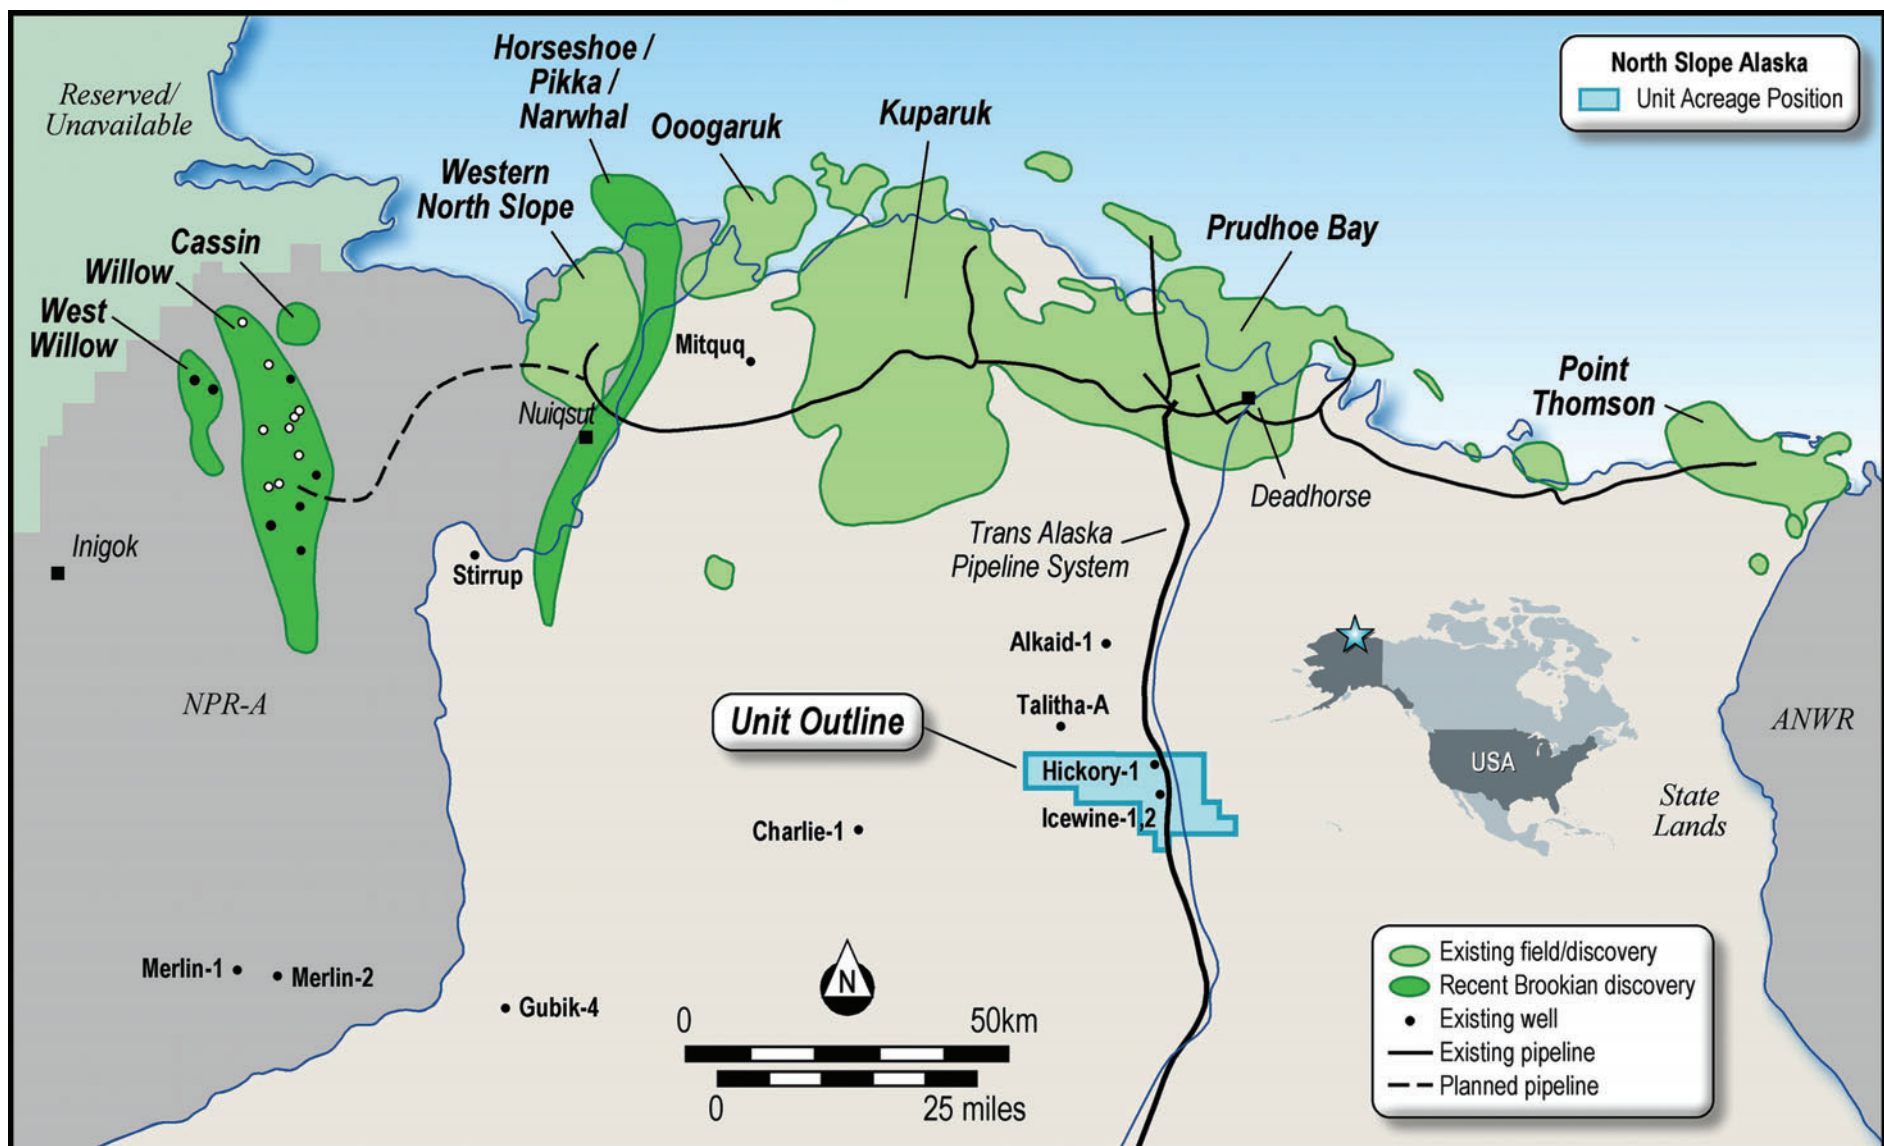 Reserved/
Unavailable
Horseshoe /
Pikka /
Narwhal
Ooogaruk
Kuparuk
North Slope Alaska
Unit Acreage Position
Western
North Slope
Cassin
Willow
West
Willow
Prudhoe Bay
Mitquq
Point
Thomson
Nuiqsut
Deadhorse
Trans Alaska
Pipeline System
Inigok
Stirrup
Alkaid-1
NPR-A
Talitha-A
Unit Outline
ANWR
Hickory-1
USA
Icewine-1,2
State
Lands
Charlie-1
Merlin-1
Merlin-2
Gubik-4
N
0 50km
0 25 miles
Existing field/discovery
Recent Brookian discovery
Existing well
Existing pipeline
Planned pipeline